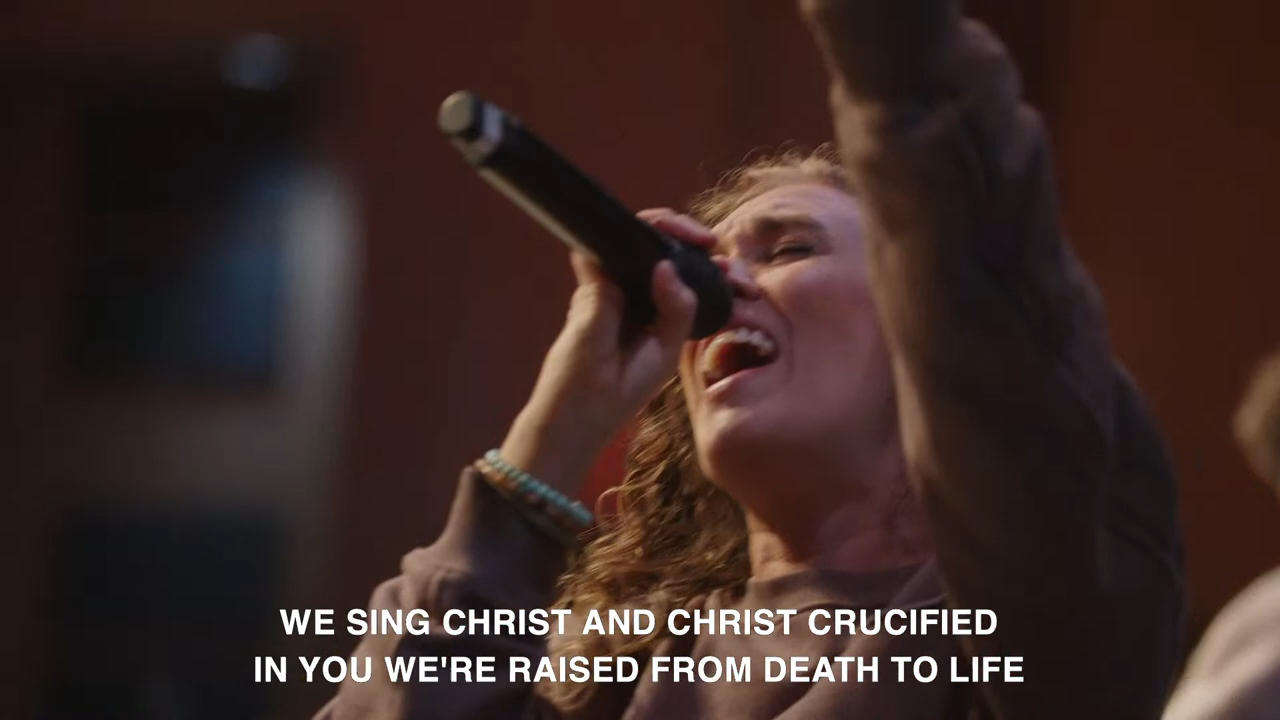 WE SING CHRIST AND CHRIST CRUCIFIED
IN YOU WE'RE RAISED FROM DEATH TO LIFE